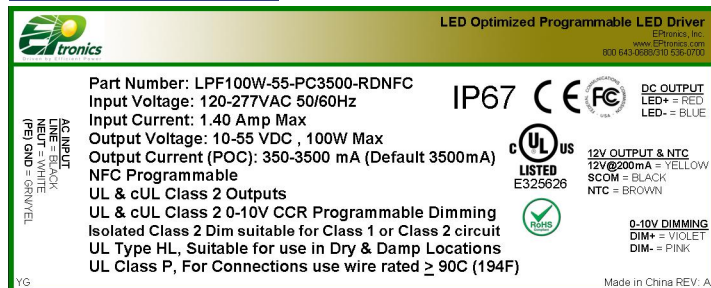 LED Optimized Programmable LED Driver
EPtronics, Inc.
www.EPtronics.com
800 643-0688/310 536-0700
EPtronics
Driven by Efficient Power
Part Number: LPF100W-55-PC3500-RDNFC
Input Voltage: 120-277VAC 50/60Hz
Input Current: 1.40 Amp Max
Output Voltage: 10-55 VDC , 100W Max
Output Current (POC): 350-3500 mA (Default 3500mA)
NFC Programmable
UL & cUL Class 2 Outputs
UL & cUL Class 2 0-10V CCR Programmable Dimming
Isolated Class 2 Dim suitable for Class 1 or Class 2 circuit
UL Type HL, Suitable for use in Dry & Damp Locations
UL Class P, For Connections use wire rated ≥ 90C (194F)
AC INPUT
LINE = BLACK
NEUT = WHITE
(PE) GND = GRN/YEL
YG
IP67
CE
FC
c UL US
LISTED
E325626
RoHS
DC OUTPUT
LED+ = RED
LED- = BLUE
12V OUTPUT & NTC
12V@200mA = YELLOW
SCOM = BLACK
NTC = BROWN
0-10V DIMMING
DIM+ = VIOLET
DIM- = PINK
Made in China REV: A